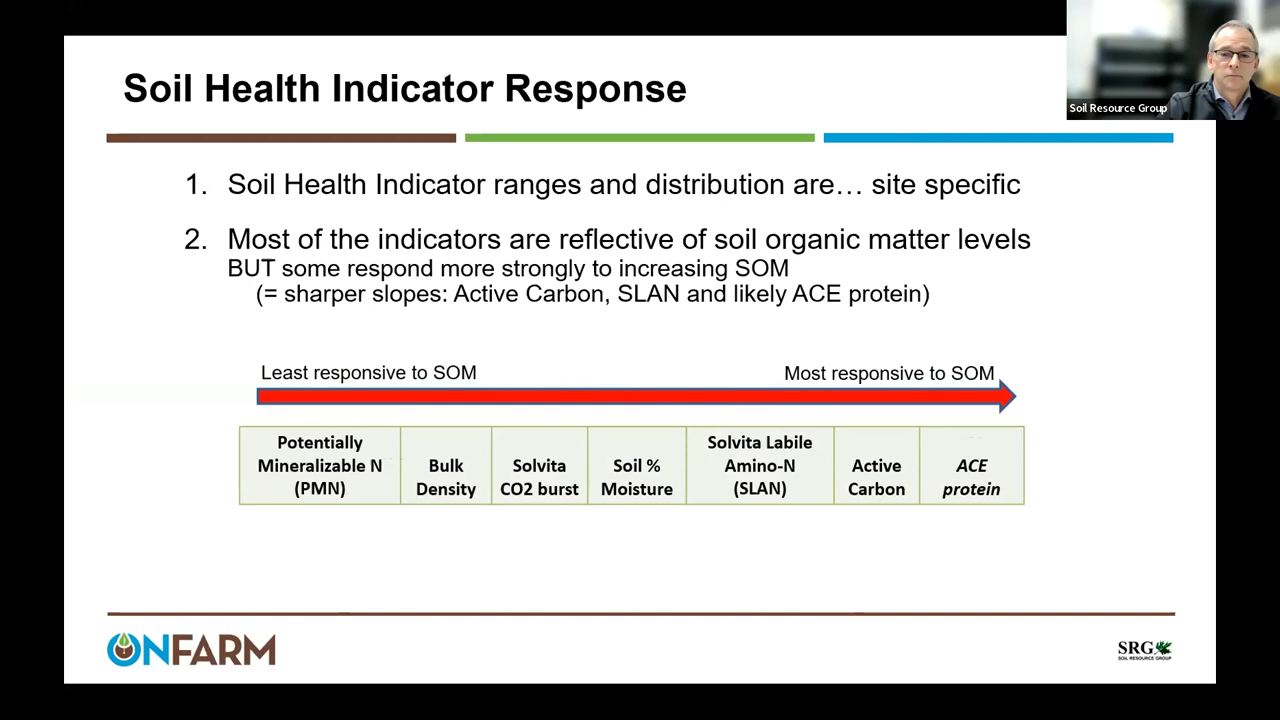 Soil Health Indicator Response
Soil Resource Group
1. Soil Health Indicator ranges and distribution are… site specific
2. Most of the indicators are reflective of soil organic matter levels
BUT some respond more strongly to increasing SOM
(= sharper slopes: Active Carbon, SLAN and likely ACE protein)
Least responsive to SOM
Most responsive to SOM
Potentially
Mineralizable N
(PMN)
Bulk
Density
Solvita
CO2 burst
Soil %
Moisture
Solvita Labile
Amino-N
(SLAN)
Active
Carbon
ACE
protein
ONFARM
SRG
SOIL RESOURCE GROUP